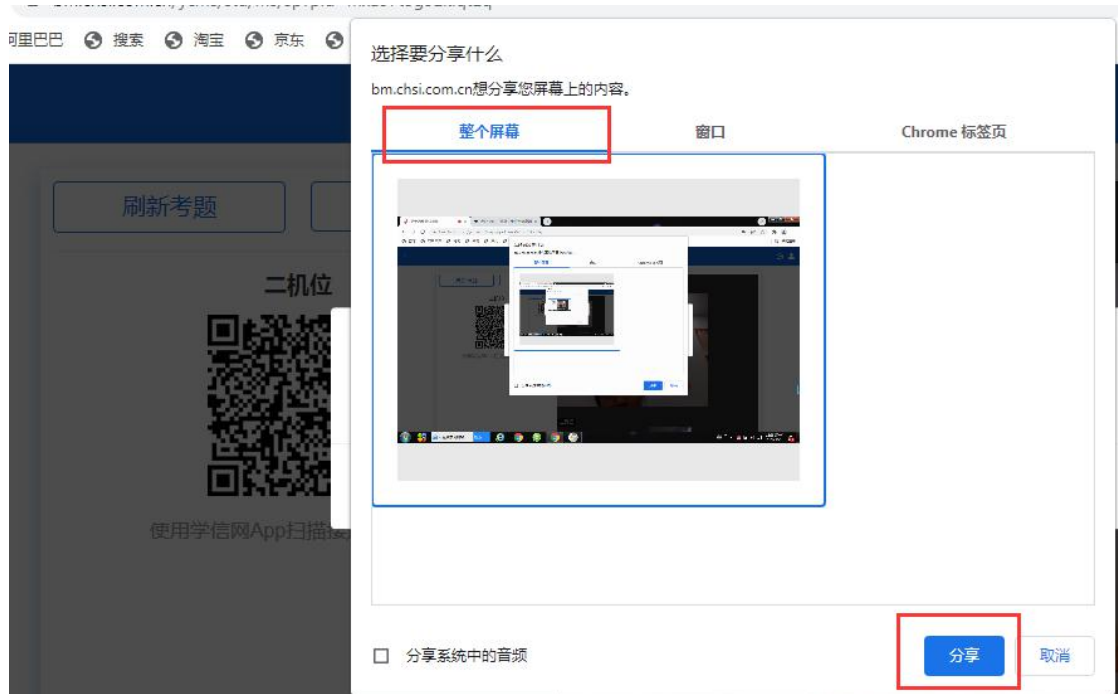 阿里巴巴 搜索 淘宝 京东
选择要分享什么
bm.chsi.com.cn想分享您屏幕上的内容。
整个屏幕 窗口 Chrome 标签页
刷新考题
二机位
使用学信网App扫描
分享系统中的音频
分享 取消